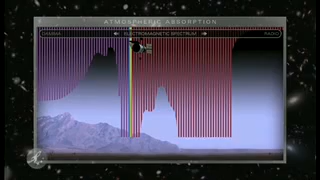 ATMOSPHERIC ABSORPTION
GAMMA ELECTROMAGNETIC SPECTRUM RADIO